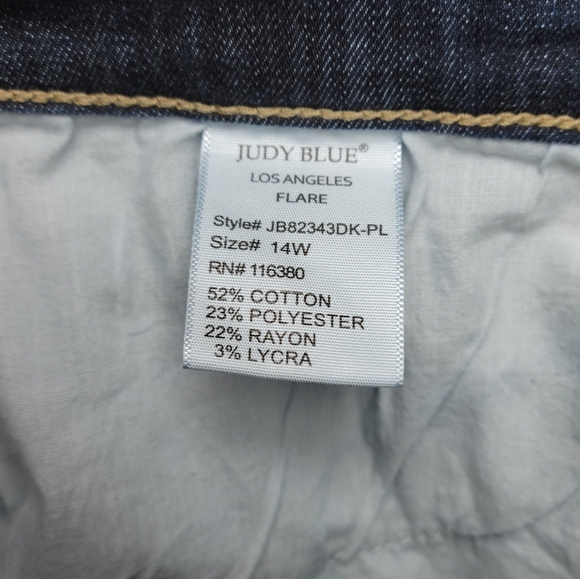 JUDY BLUE®
LOS ANGELES
FLARE
Style# JB82343DK-PL
Size# 14W
RN# 116380
52% COTTON
23% POLYESTER
22% RAYON
3% LYCRA